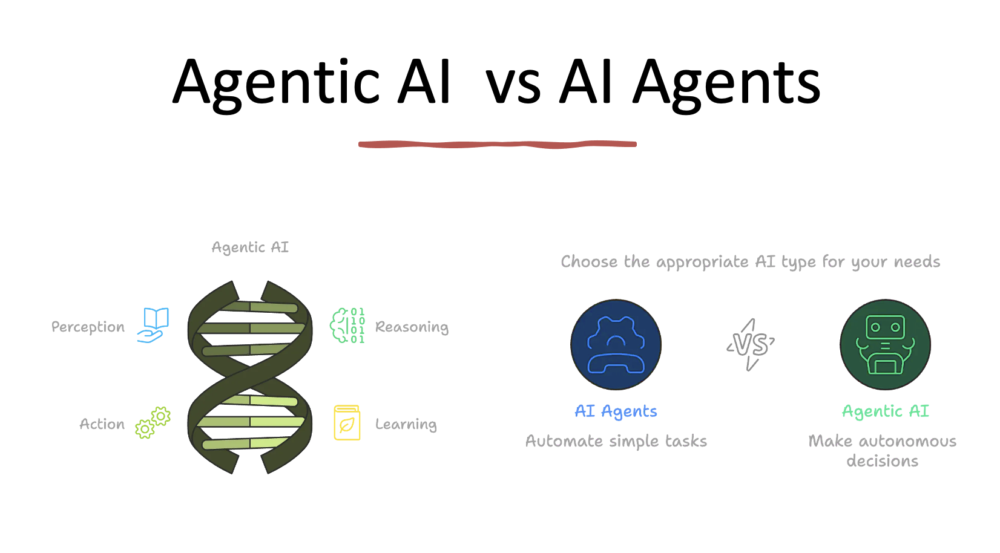 Agentic AI vs AI Agents
Agentic AI
Perception
01
10
01
01
Reasoning
Action
Learning
Choose the appropriate AI type for your needs
VS
AI Agents
Automate simple tasks
Agentic AI
Make autonomous
decisions